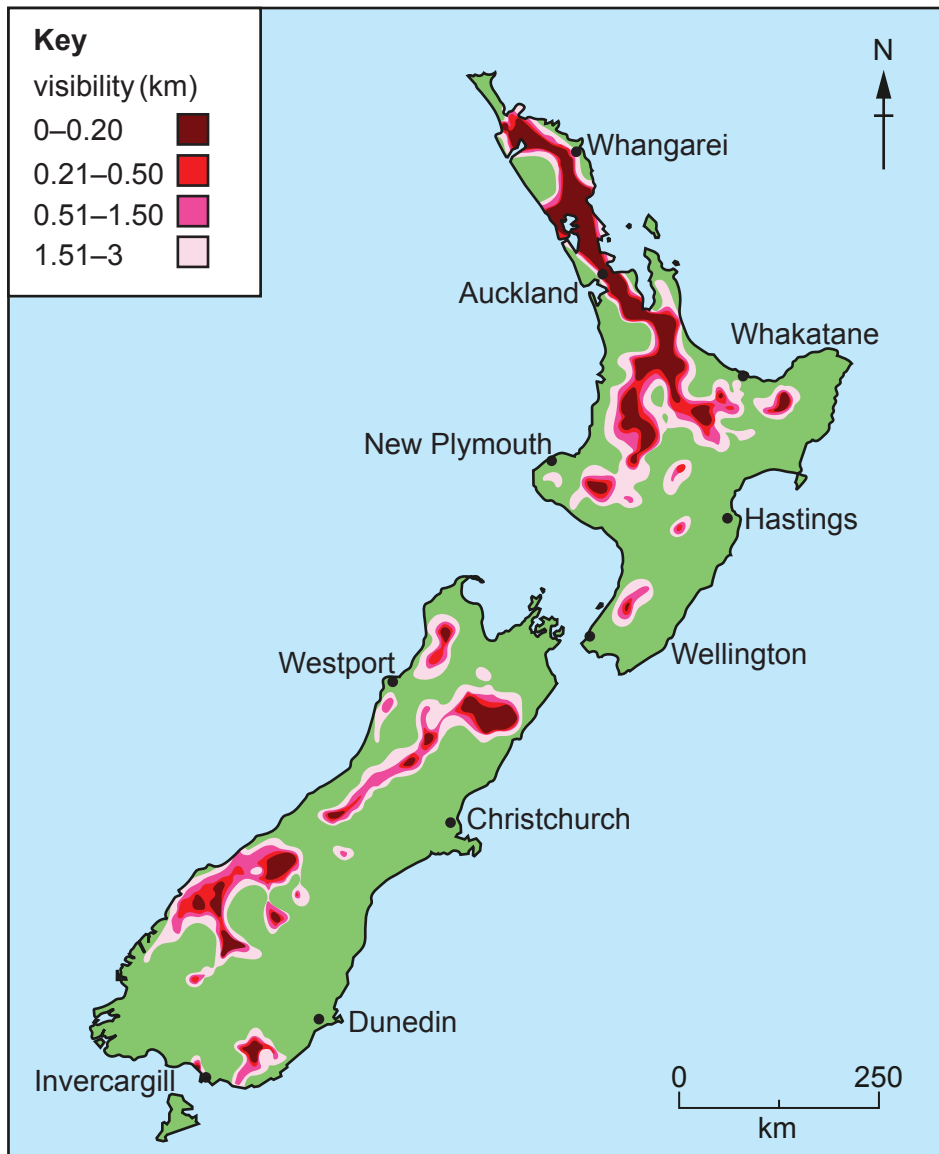 Key
visibility (km)
0–0.20
0.21–0.50
0.51–1.50
1.51–3
N
Whangarei
Auckland
Whakatane
New Plymouth
Hastings
Wellington
Westport
Christchurch
Dunedin
Invercargill
0 250
km